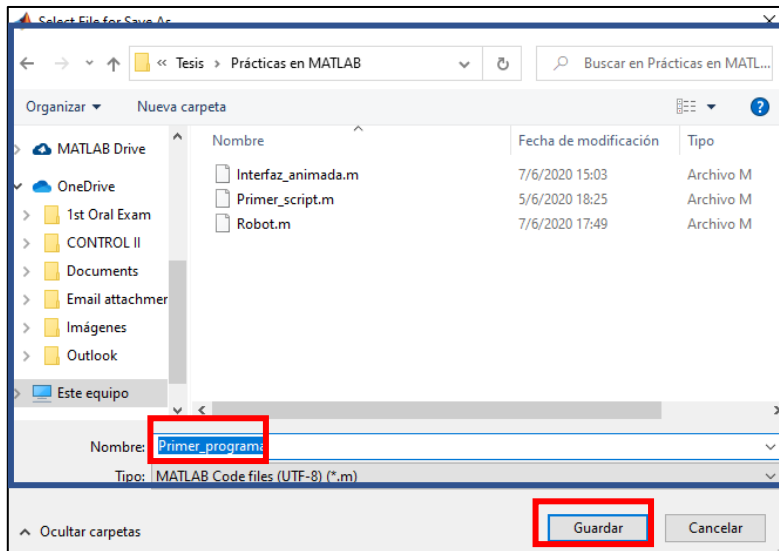 Select File for Save As
« Tesis › Prácticas en MATLAB
Buscar en Prácticas en MATL...
Organizar
Nueva carpeta
?
MATLAB Drive
OneDrive
1st Oral Exam
CONTROL II
Documents
Email attachmer
Imágenes
Outlook
Este equipo
Nombre Fecha de modificación Tipo
Interfaz_animada.m 7/6/2020 15:03 Archivo M
Primer_script.m 5/6/2020 18:25 Archivo M
Robot.m 7/6/2020 17:49 Archivo M
Nombre: Primer_programa
Tipo: MATLAB Code files (UTF-8) (*.m)
Ocultar carpetas
Guardar
Cancelar